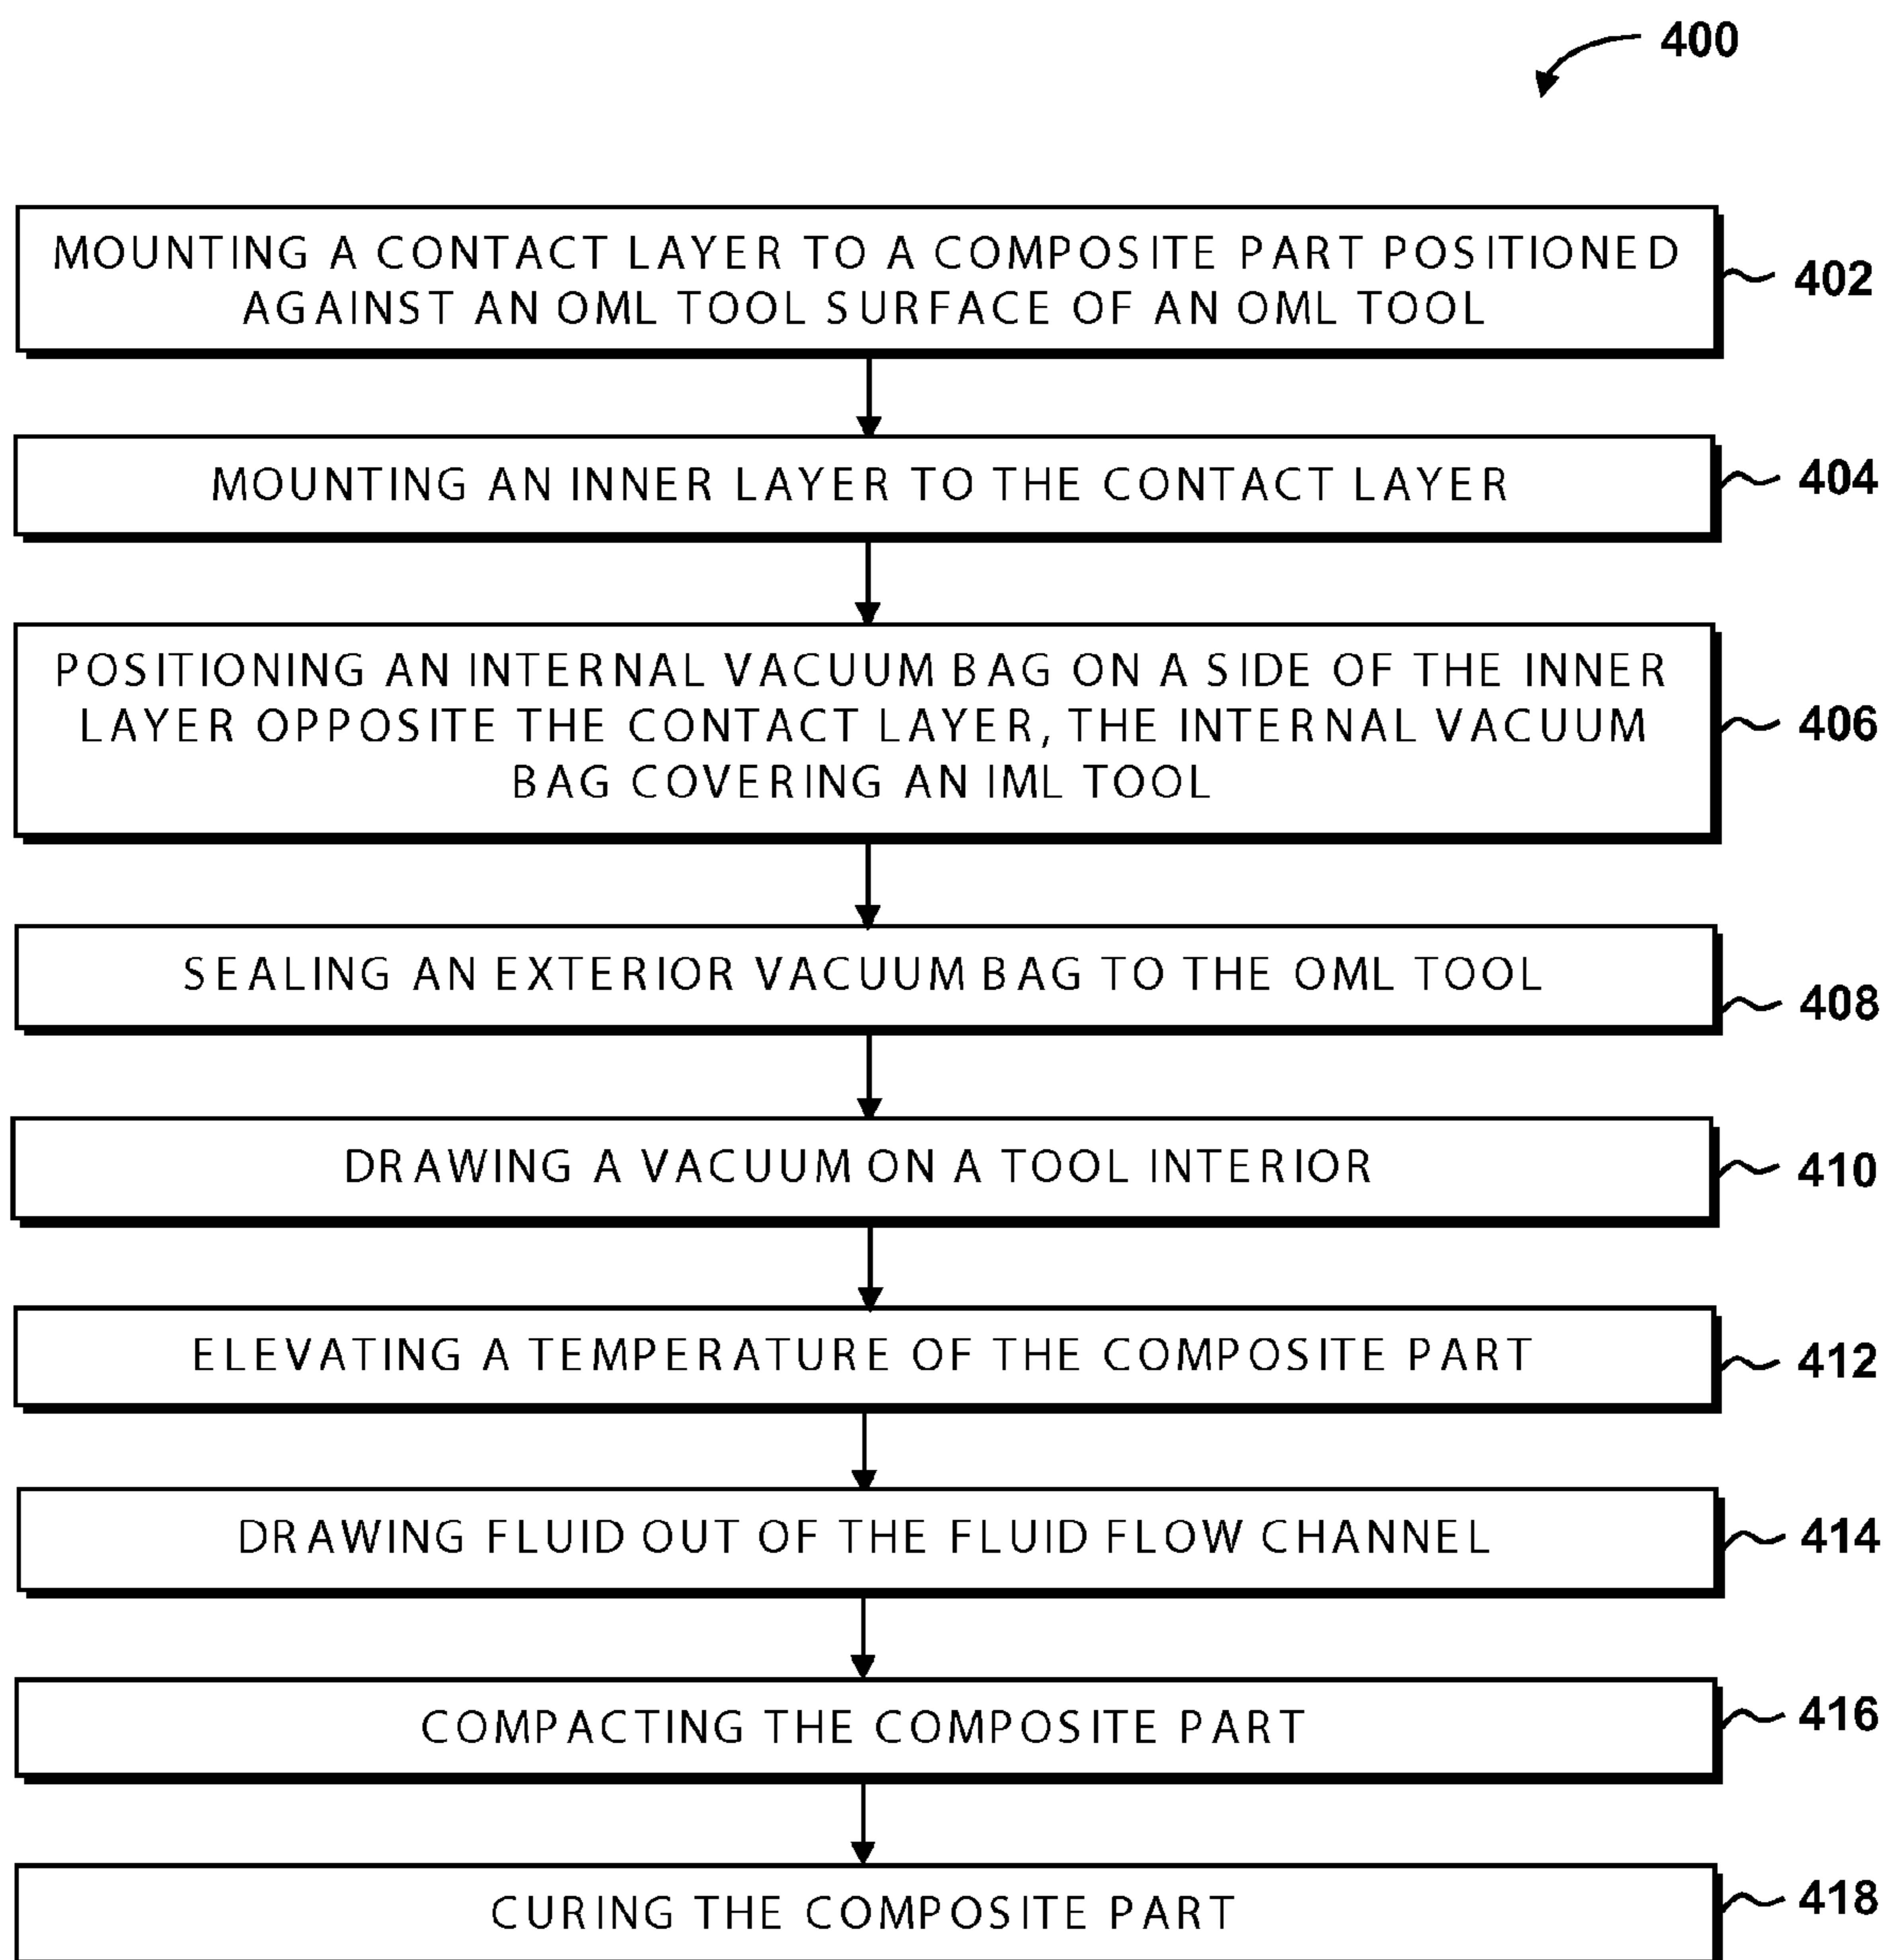 400
MOUNTING A CONTACT LAYER TO A COMPOSITE PART POSITIONED
AGAINST AN OML TOOL SURFACE OF AN OML TOOL
402
MOUNTING AN INNER LAYER TO THE CONTACT LAYER
404
POSITIONING AN INTERNAL VACUUM BAG ON A SIDE OF THE INNER
LAYER OPPOSITE THE CONTACT LAYER, THE INTERNAL VACUUM
BAG COVERING AN IML TOOL
406
SEALING AN EXTERIOR VACUUM BAG TO THE OML TOOL
408
DRAWING A VACUUM ON A TOOL INTERIOR
410
ELEVATING A TEMPERATURE OF THE COMPOSITE PART
412
DRAWING FLUID OUT OF THE FLUID FLOW CHANNEL
414
COMPACTING THE COMPOSITE PART
416
CURING THE COMPOSITE PART
418